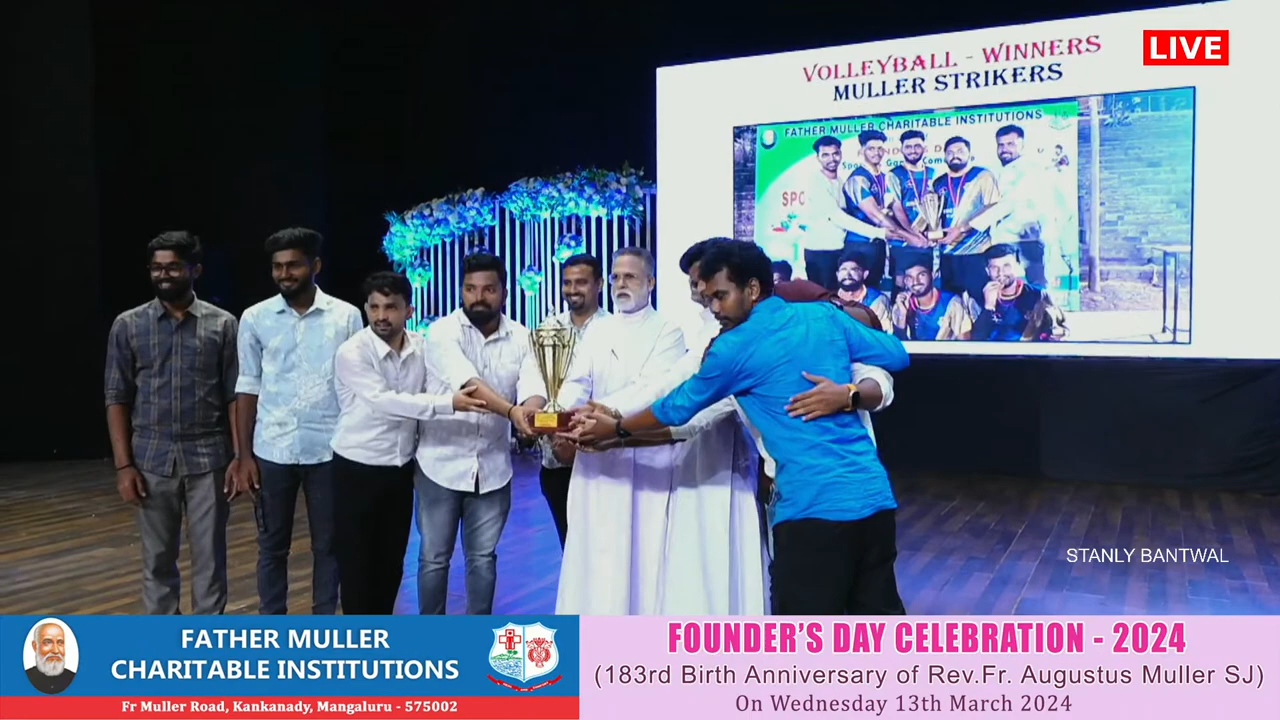 LIVE
VOLLEYBALL - WINNERS
MULLER STRIKERS
FATHER MULLER CHARITABLE INSTITUTIONS
STANLY BANTWAL
FATHER MULLER
CHARITABLE INSTITUTIONS
Fr Muller Road, Kankanady, Mangaluru - 575002
FOUNDER'S DAY CELEBRATION - 2024
(183rd Birth Anniversary of Rev.Fr. Augustus Muller SJ)
On Wednesday 13th March 2024